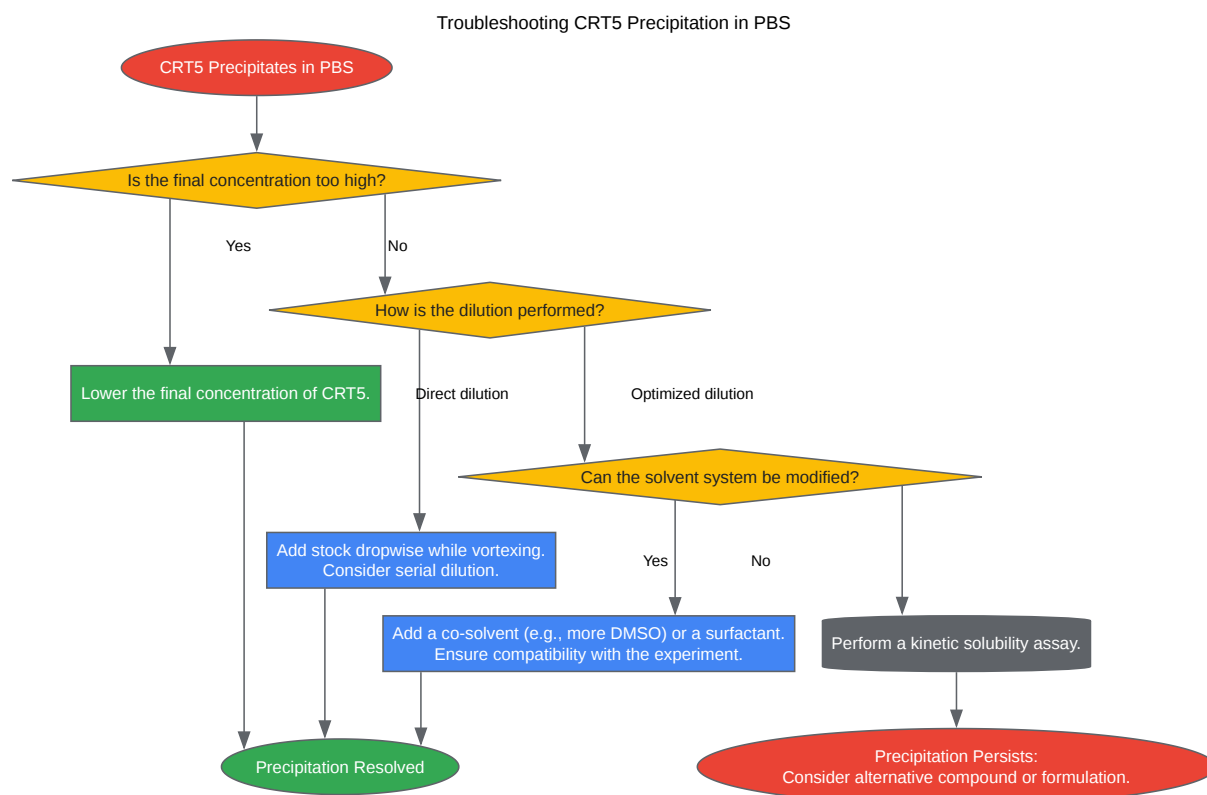 Troubleshooting CRT5 Precipitation in PBS
CRT5 Precipitates in PBS
Is the final concentration too high?
Yes
No
How is the dilution performed?
Lower the final concentration of CRT5.
Direct dilution
Optimized dilution
Can the solvent system be modified?
Add stock dropwise while vortexing.
Consider serial dilution.
Yes
No
Add a co-solvent (e.g., more DMSO) or a surfactant.
Ensure compatibility with the experiment.
Perform a kinetic solubility assay.
Precipitation Resolved
Precipitation Persists:
Consider alternative compound or formulation.